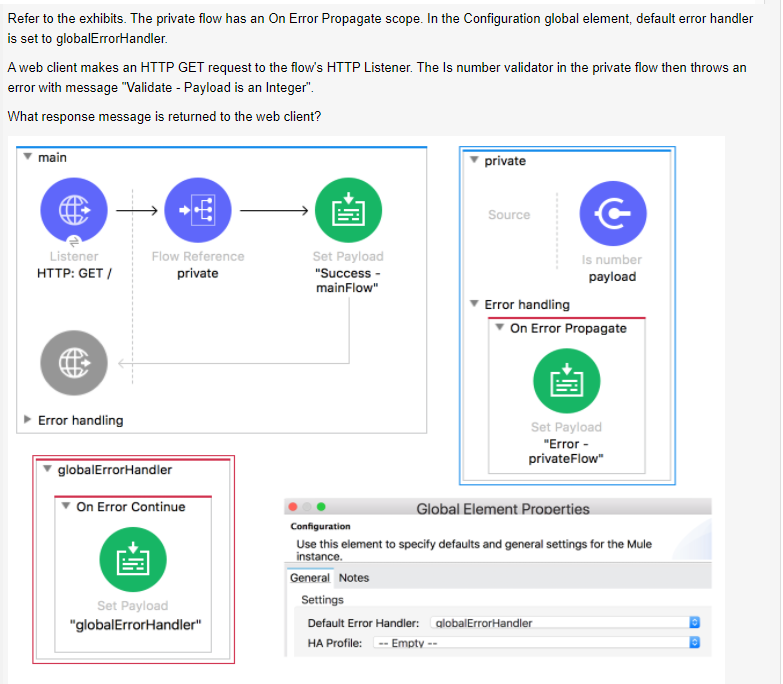 Refer to the exhibits. The private flow has an On Error Propagate scope. In the Configuration global element, default error handler
is set to globalErrorHandler.
A web client makes an HTTP GET request to the flow's HTTP Listener. The Is number validator in the private flow then throws an
error with message "Validate - Payload is an Integer".
What response message is returned to the web client?
main
Listener
HTTP: GET /
Flow Reference
private
Set Payload
"Success -
mainFlow"
Error handling
private
Source
Is number
payload
Error handling
On Error Propagate
Set Payload
"Error -
privateFlow"
globalErrorHandler
On Error Continue
Set Payload
"globalErrorHandler"
Global Element Properties
Configuration
Use this element to specify defaults and general settings for the Mule
instance.
General Notes
Settings
Default Error Handler: globalErrorHandler
HA Profile: -- Empty --